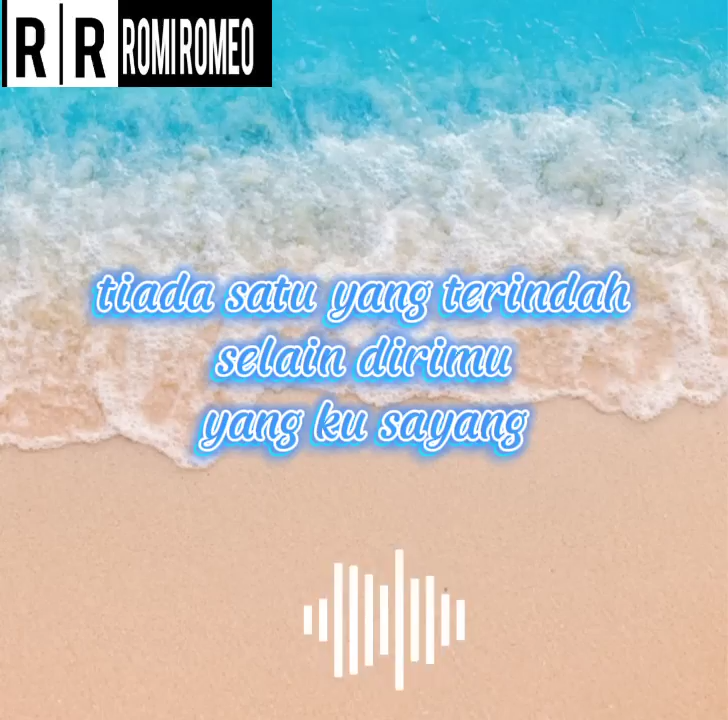 R|R ROMI ROMEO
tiada satu yang terindah
selain dirimu
yang ku sayang